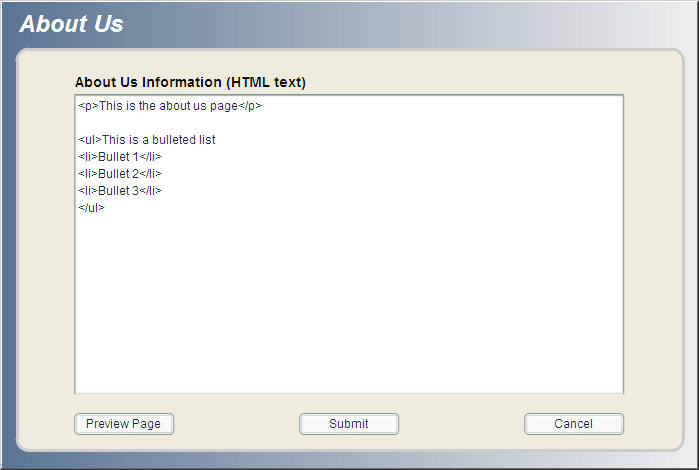 About Us
About Us Information (HTML text)
<p>This is the about us page</p>
<ul>This is a bulleted list
<li>Bullet 1</li>
<li>Bullet 2</li>
<li>Bullet 3</li>
</ul>
Preview Page
Submit
Cancel